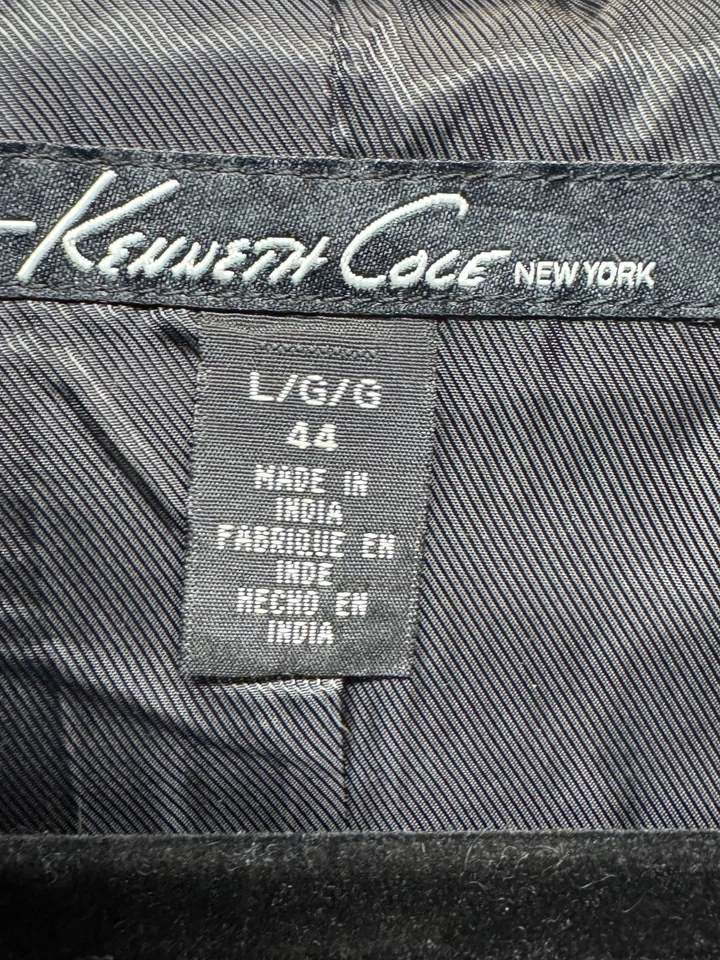 KENNETH COLE NEW YORK
L/G/G
44
MADE IN
INDIA
FABRIQUE EN
INDE
HECHO EN
INDIA